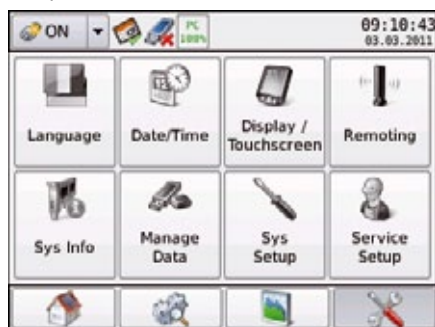 ON PC 100% 09:10:43
03.03.2011
Language Date/Time Display / Touchscreen Remoting
Sys Info Manage Data Sys Setup Service Setup